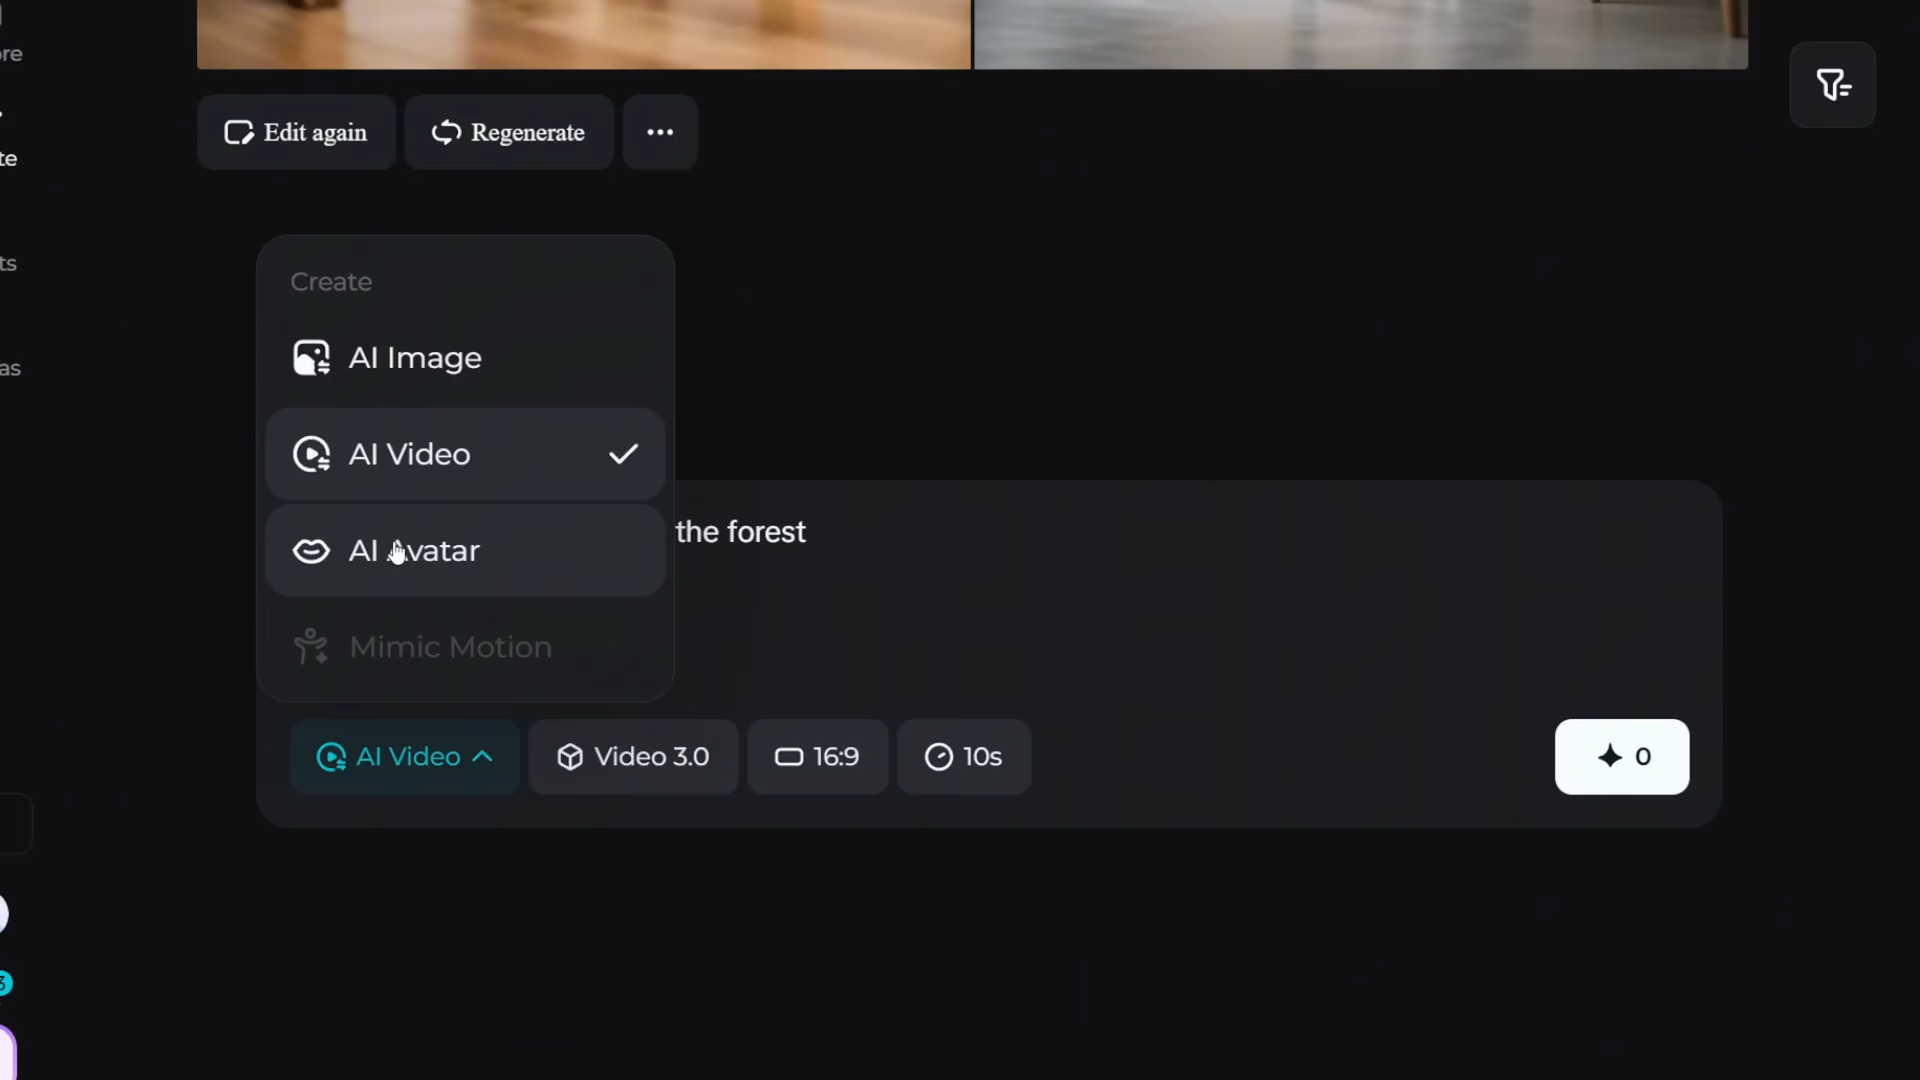 Edit again
Regenerate
Create
AI Image
AI Video
AI Avatar
the forest
Mimic Motion
AI Video
Video 3.0
16:9
10s
0